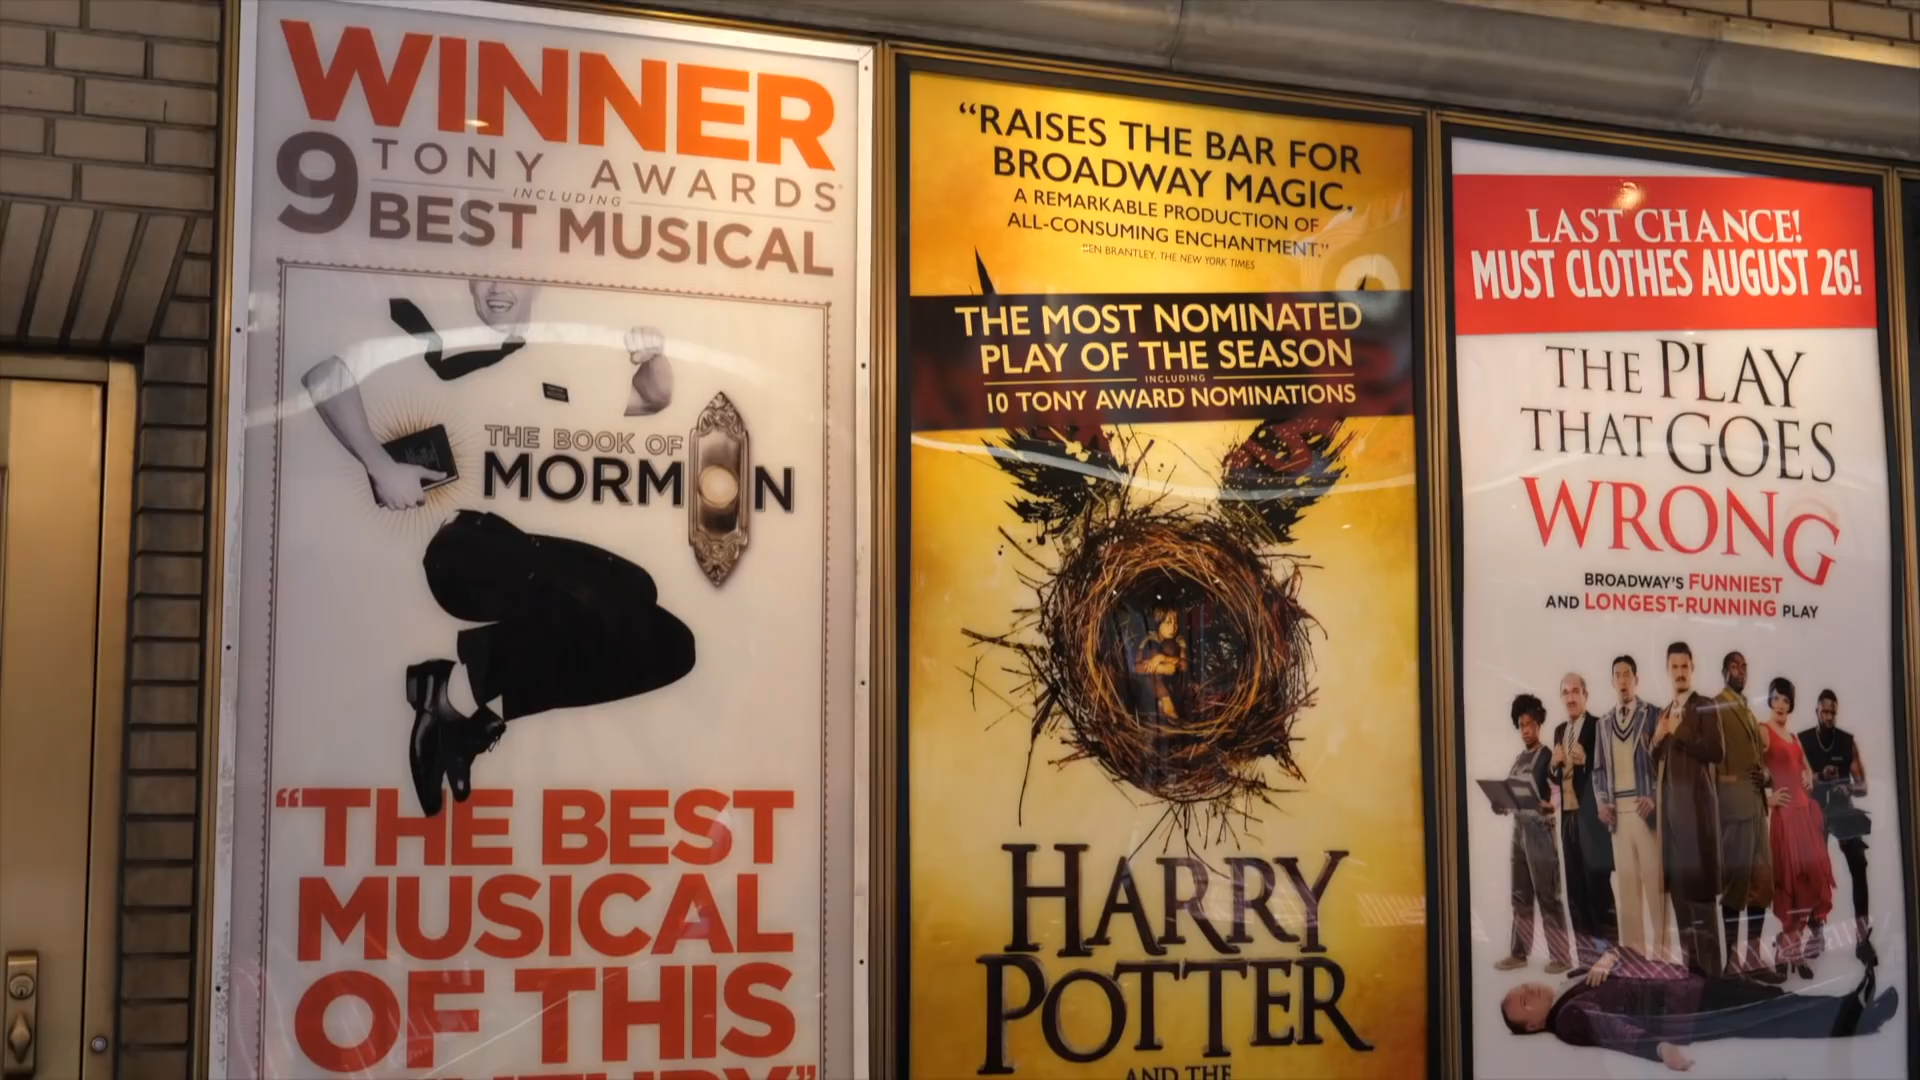 WINNER
9 TONY AWARDS
INCLUDING
BEST MUSICAL
THE BOOK OF
MORMON
“THE BEST
MUSICAL
OF THIS
CENTURY”
“RAISES THE BAR FOR
BROADWAY MAGIC.
A REMARKABLE PRODUCTION OF
ALL-CONSUMING ENCHANTMENT.”
BEN BRANTLEY, THE NEW YORK TIMES
THE MOST NOMINATED
PLAY OF THE SEASON
INCLUDING
10 TONY AWARD NOMINATIONS
HARRY
POTTER
AND THE
LAST CHANCE!
MUST CLOTHES AUGUST 26!
THE PLAY
THAT GOES
WRONG
BROADWAY'S FUNNIEST
AND LONGEST-RUNNING PLAY